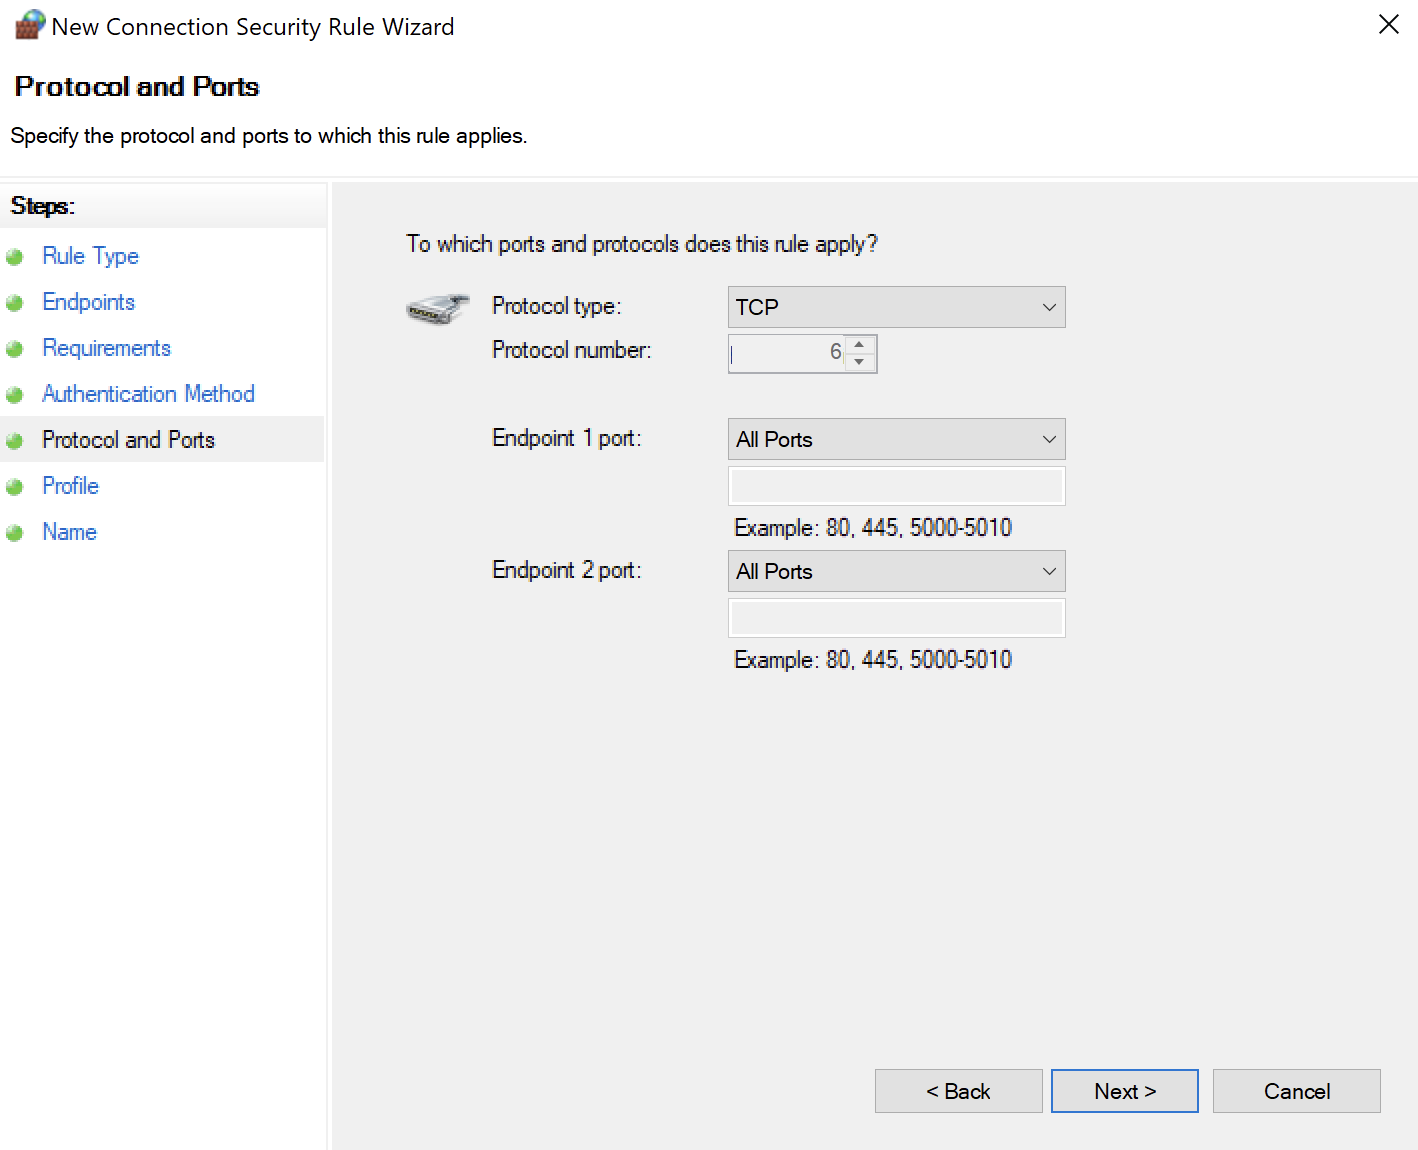 New Connection Security Rule Wizard
Protocol and Ports
Specify the protocol and ports to which this rule applies.
Steps:
Rule Type
Endpoints
Requirements
Authentication Method
Protocol and Ports
Profile
Name
To which ports and protocols does this rule apply?
Protocol type: TCP
Protocol number: 6
Endpoint 1 port: All Ports
Example: 80, 445, 5000-5010
Endpoint 2 port: All Ports
Example: 80, 445, 5000-5010
< Back Next > Cancel